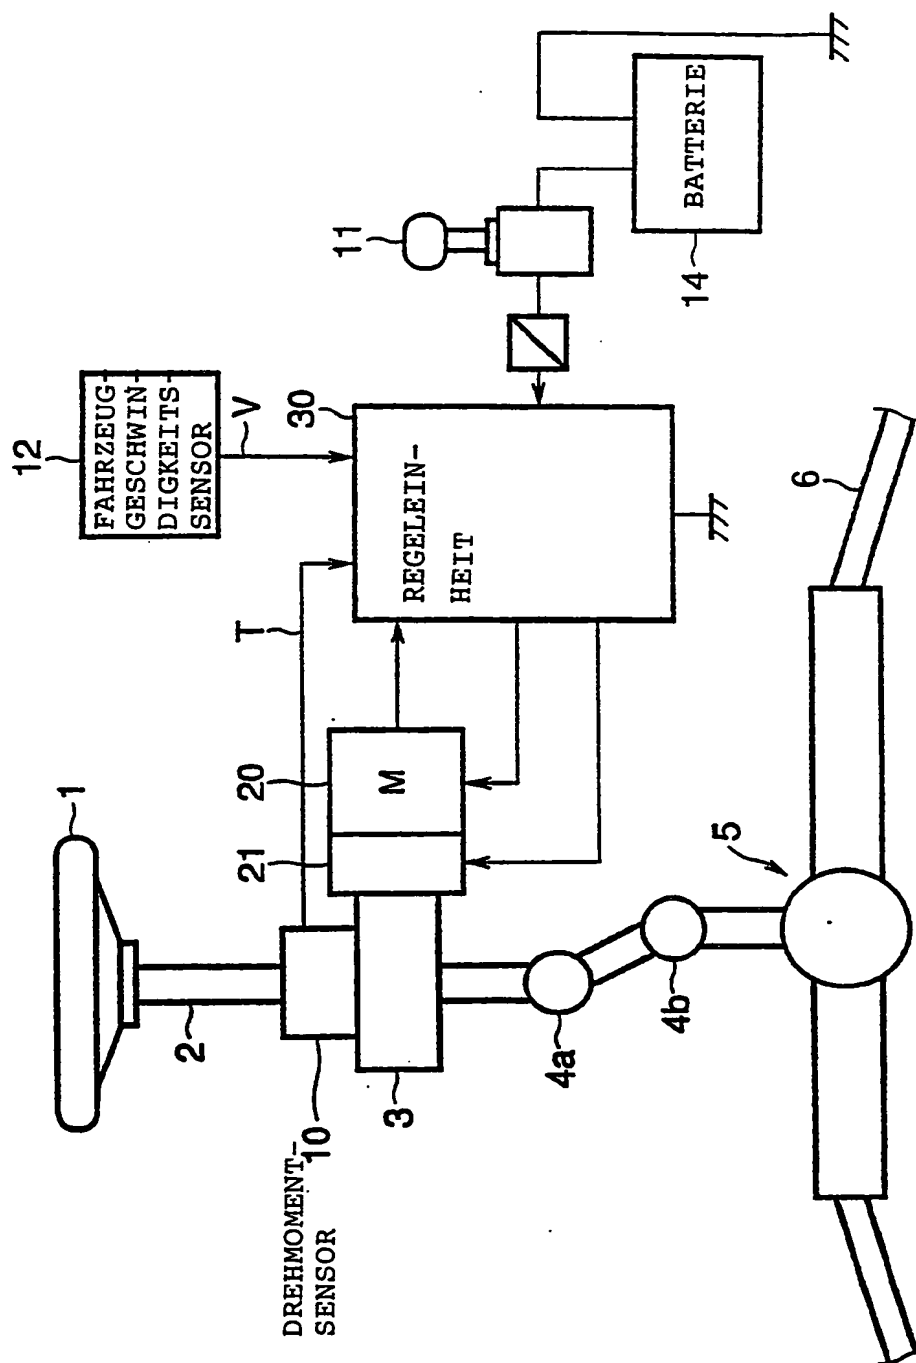 1
2
DREHMOMENT-
SENSOR
10
3
21
20
M
T
12
FAHRZEUG-
GESCHWIN-
DIGKEITS-
SENSOR
V
30
REGELEIN-
HEIT
11
14
BATTERIE
4a
4b
5
6